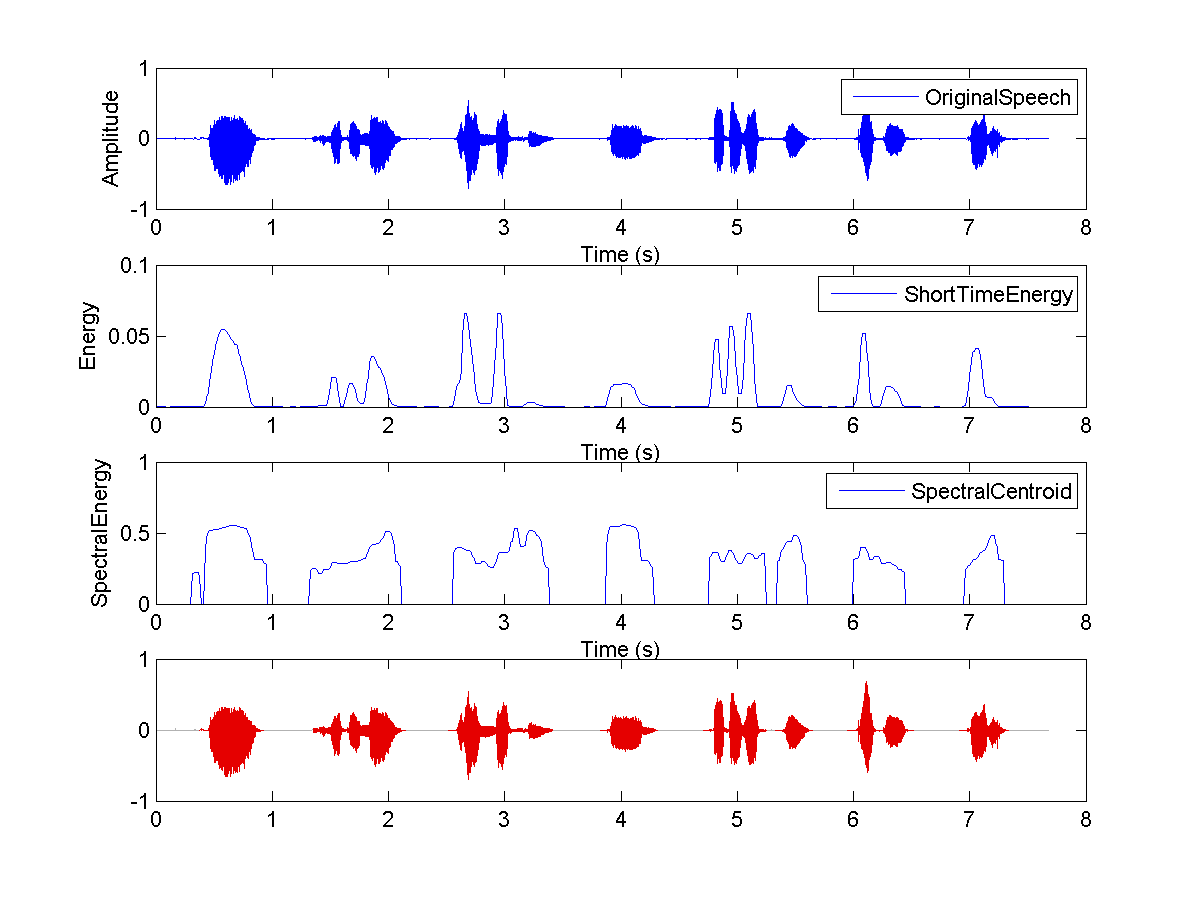 1
OriginalSpeech
Amplitude
0
-1
0 1 2 3 4 5 6 7 8
Time (s)
0.1
ShortTimeEnergy
Energy
0.05
0
0 1 2 3 4 5 6 7 8
Time (s)
1
SpectralCentroid
SpectralEnergy
0.5
0
0 1 2 3 4 5 6 7 8
Time (s)
1
0
-1
0 1 2 3 4 5 6 7 8